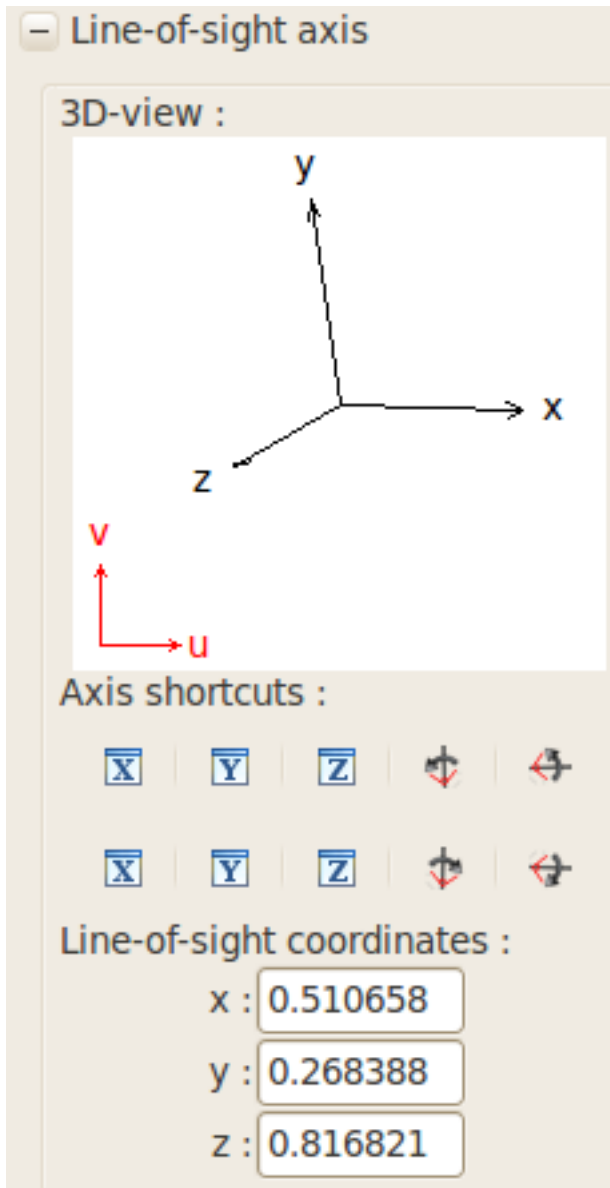 Line-of-sight axis
3D-view :
y
x
z
v
u
Axis shortcuts :
X Y Z
X Y Z
Line-of-sight coordinates :
x : 0.510658
y : 0.268388
z : 0.816821